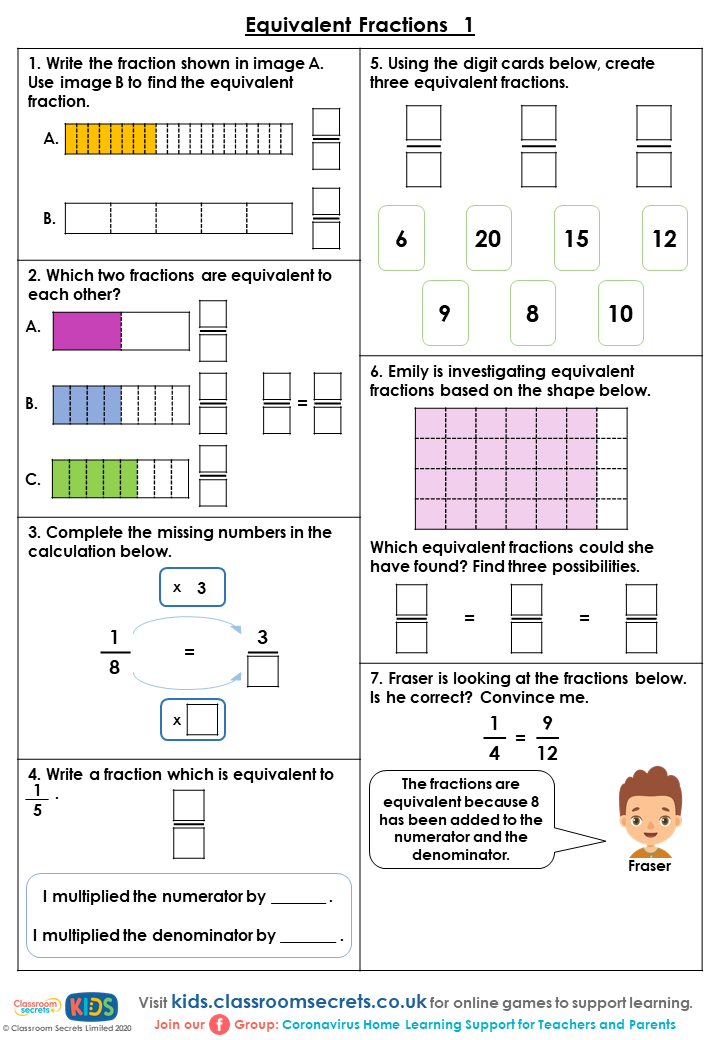 Equivalent Fractions 1
1. Write the fraction shown in image A.
Use image B to find the equivalent
fraction.
A.
B.
2. Which two fractions are equivalent to
each other?
A.
B.
=
C.
3. Complete the missing numbers in the
calculation below.
x 3
1
8
=
3
x
4. Write a fraction which is equivalent to
1
5
.
I multiplied the numerator by ______ .
I multiplied the denominator by _______ .
5. Using the digit cards below, create
three equivalent fractions.
6 20 15 12
9 8 10
6. Emily is investigating equivalent
fractions based on the shape below.
Which equivalent fractions could she
have found? Find three possibilities.
= =
7. Fraser is looking at the fractions below.
Is he correct? Convince me.
1
4
=
9
12
The fractions are
equivalent because 8
has been added to the
numerator and the
denominator.
Fraser
Classroom
secrets
KIDS
© Classroom Secrets Limited 2020
Visit kids.classroomsecrets.co.uk for online games to support learning.
Join our f Group: Coronavirus Home Learning Support for Teachers and Parents